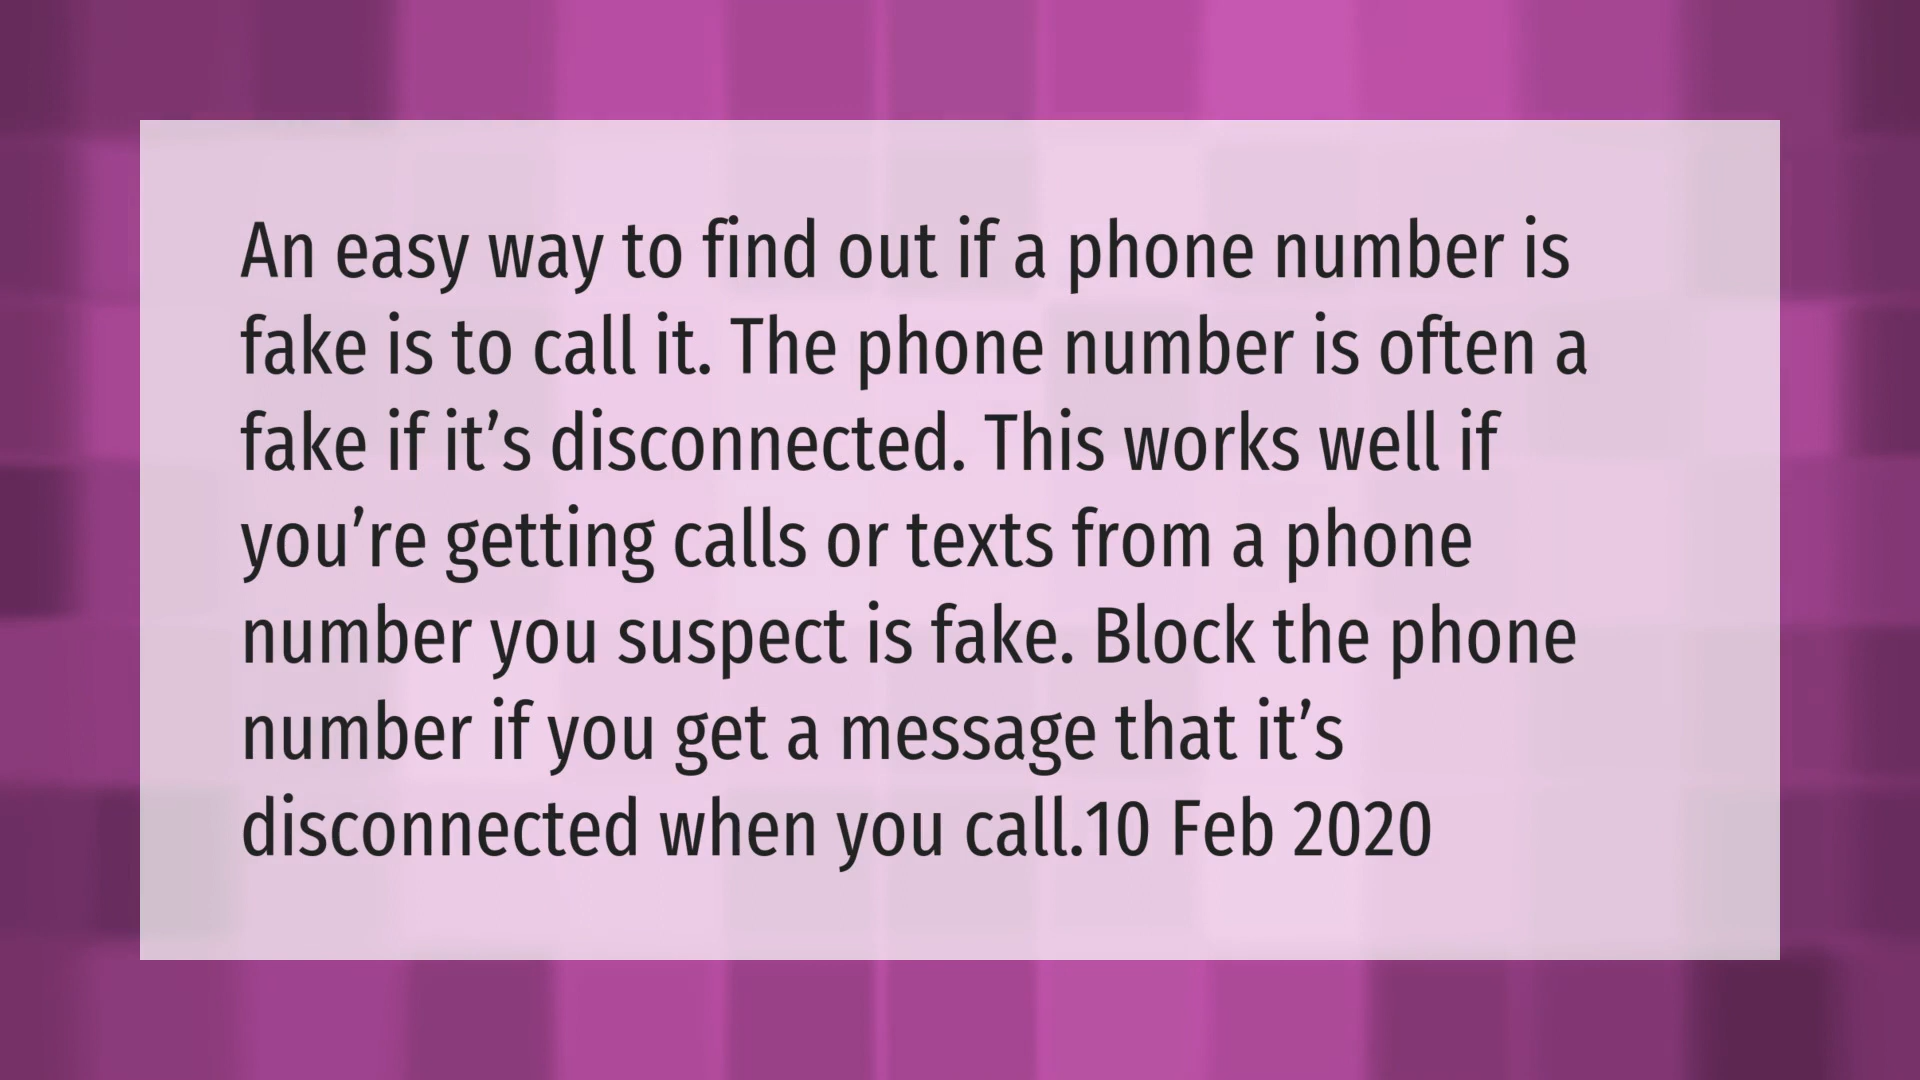 An easy way to find out if a phone number is
fake is to call it. The phone number is often a
fake if it’s disconnected. This works well if
you’re getting calls or texts from a phone
number you suspect is fake. Block the phone
number if you get a message that it’s
disconnected when you call.10 Feb 2020